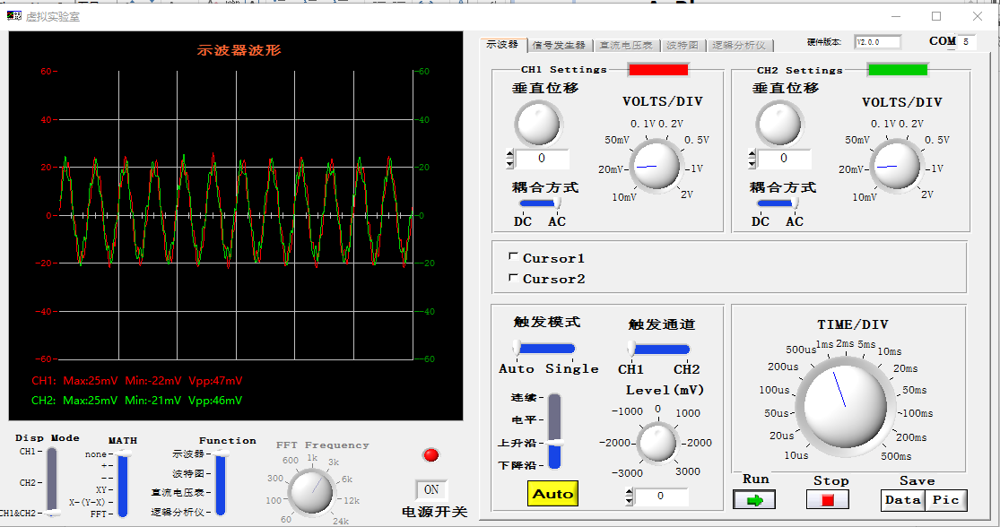 虚拟实验室
示波器波形
60 60
40 40
20 20
0 0
-20 -20
-40 -40
-60 -60
CH1: Max:25mV Min:-22mV Vpp:47mV
CH2: Max:25mV Min:-21mV Vpp:46mV
Disp Mode
CH1
CH2
CH1&CH2
MATH
none
+
-
XY
X-(Y-X)
FFT
Function
示波器
波特图
直流电压表
逻辑分析仪
FFT Frequency
600 1k 3k
300 6k
100 12k
60 24k
ON
电源开关
示波器 信号发生器 直流电压表 波特图 逻辑分析仪
硬件版本: V2.0.0 COM 5
CH1 Settings
垂直位移
0
耦合方式
DC AC
VOLTS/DIV
0.1V 0.2V
50mV 0.5V
20mV 1V
10mV 2V
CH2 Settings
垂直位移
0
耦合方式
DC AC
VOLTS/DIV
0.1V 0.2V
50mV 0.5V
20mV 1V
10mV 2V
Cursor1
Cursor2
触发模式
Auto Single
触发通道
CH1 CH2
连续
电平
上升沿
下降沿
Auto
Level(mV)
-1000 0 1000
-2000 2000
-3000 3000
0
TIME/DIV
500us 1ms 2ms 5ms 10ms
200us 20ms
100us 50ms
50us 100ms
20us 200ms
10us 500ms
Run Stop Save
Data Pic